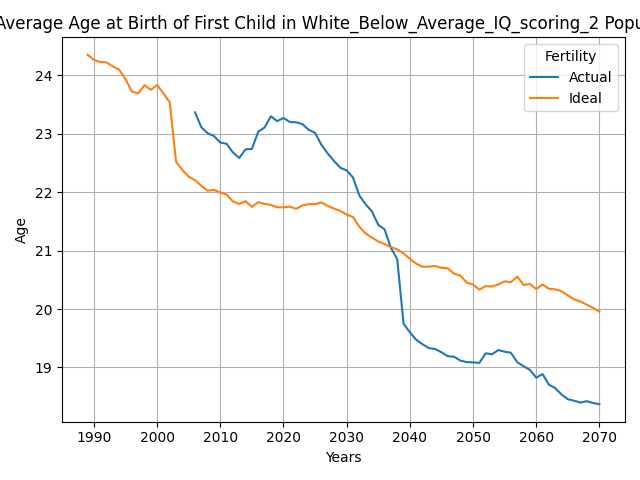 Average Age at Birth of First Child in White_Below_Average_IQ_scoring_2
Fertility
Actual
Ideal
24
23
22
21
20
19
Age
1990 2000 2010 2020 2030 2040 2050 2060 2070
Years